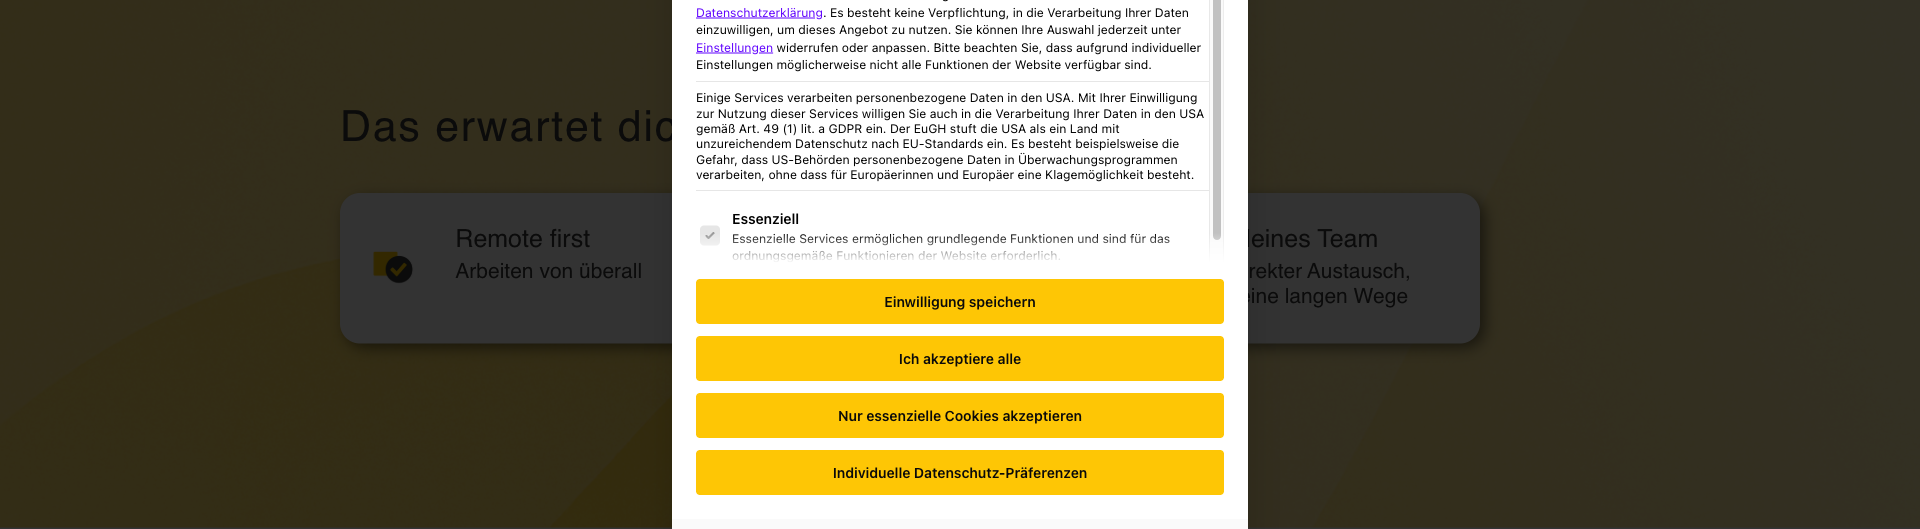 Datenschutzerklärung. Es besteht keine Verpflichtung, in die Verarbeitung Ihrer Daten
einzuwilligen, um dieses Angebot zu nutzen. Sie können Ihre Auswahl jederzeit unter
Einstellungen widerrufen oder anpassen. Bitte beachten Sie, dass aufgrund individueller
Einstellungen möglicherweise nicht alle Funktionen der Website verfügbar sind.
Einige Services verarbeiten personenbezogene Daten in den USA. Mit Ihrer Einwilligung
zur Nutzung dieser Services willigen Sie auch in die Verarbeitung Ihrer Daten in den USA
gemäß Art. 49 (1) lit. a GDPR ein. Der EuGH stuft die USA als ein Land mit
unzureichendem Datenschutz nach EU-Standards ein. Es besteht beispielsweise die
Gefahr, dass US-Behörden personenbezogene Daten in Überwachungsprogrammen
verarbeiten, ohne dass für Europäerinnen und Europäer eine Klagemöglichkeit besteht.
Essenziell
Essenzielle Services ermöglichen grundlegende Funktionen und sind für das
ordnungsgemäße Funktionieren der Website erforderlich.
Einwilligung speichern
Ich akzeptiere alle
Nur essenzielle Cookies akzeptieren
Individuelle Datenschutz-Präferenzen
Das erwartet dic
Remote first
Arbeiten von überall
leines Team
rekter Austausch,
eine langen Wege